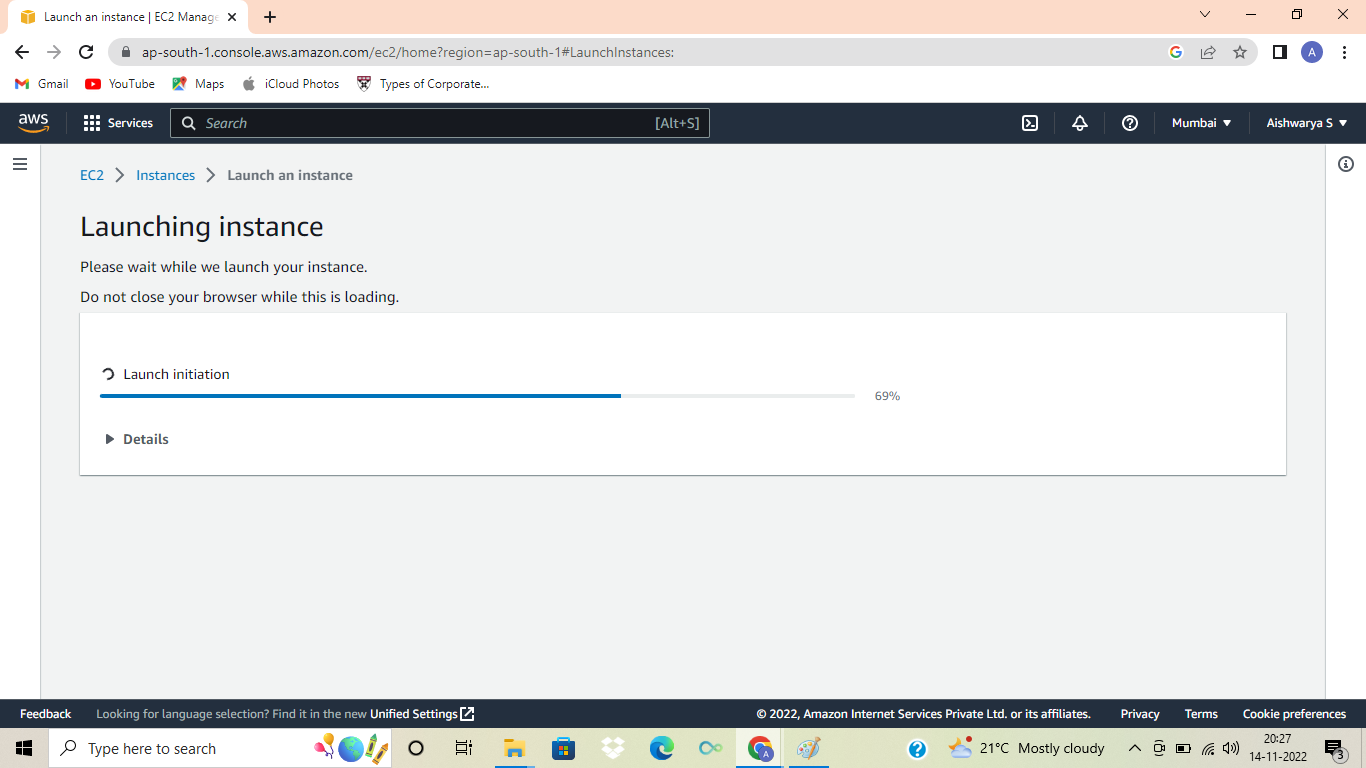 Launch an instance | EC2 Manage
ap-south-1.console.aws.amazon.com/ec2/home?region=ap-south-1#LaunchInstances:
A
Gmail YouTube Maps iCloud Photos Types of Corporate...
aws Services Search [Alt+S] Mumbai Aishwarya S
EC2 Instances Launch an instance
Launching instance
Please wait while we launch your instance.
Do not close your browser while this is loading.
Launch initiation
69%
Details
Feedback Looking for language selection? Find it in the new Unified Settings © 2022, Amazon Internet Services Private Ltd. or its affiliates. Privacy Terms Cookie preferences
Type here to search A 21°C Mostly cloudy 20:27
14-11-2022 3